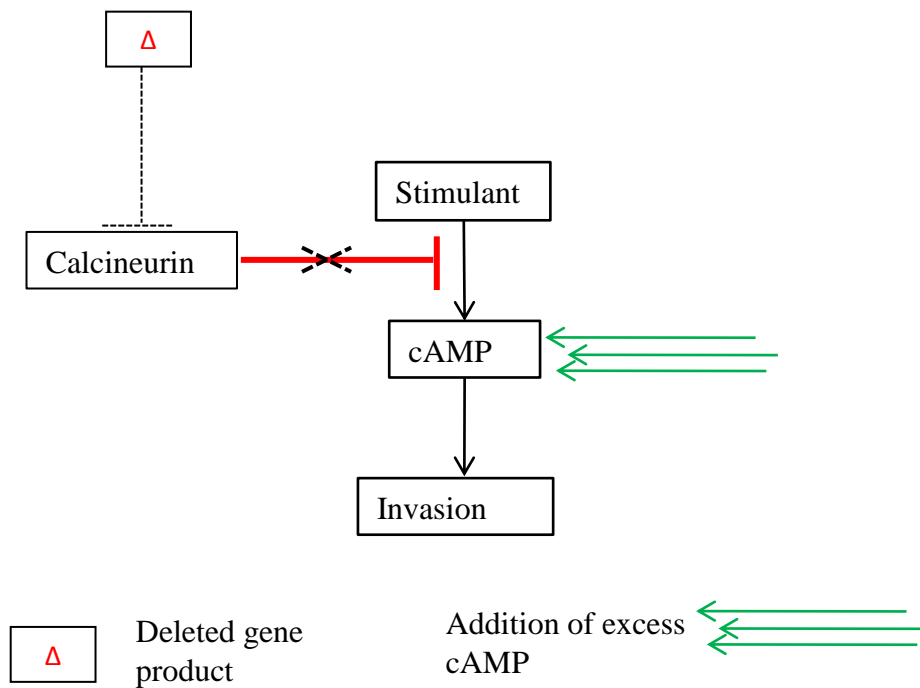 Δ
Stimulant
Calcineurin
cAMP
Invasion
Δ
Deleted gene
product
Addition of excess
cAMP